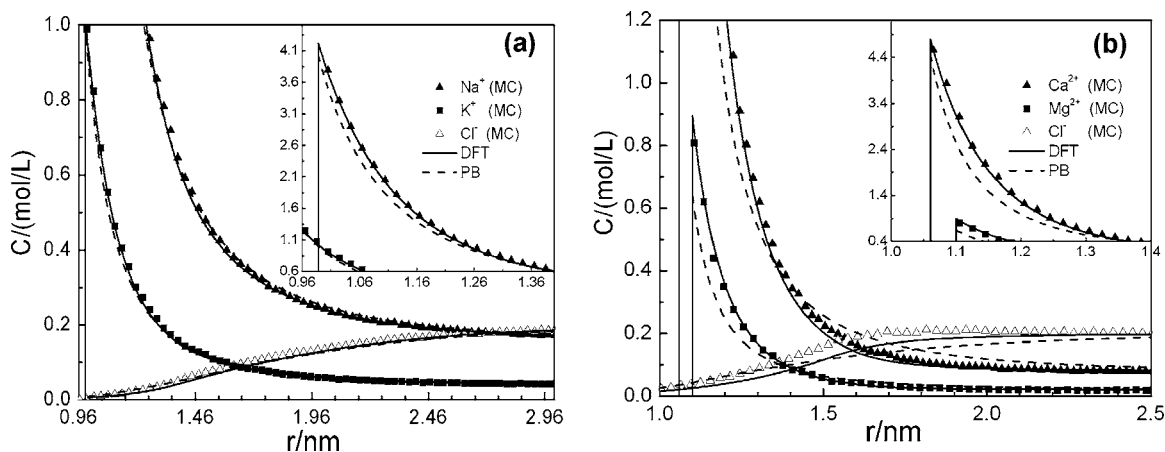 (a)
C/(mol/L)
1.0
0.8
0.6
0.4
0.2
0.0
0.96 1.46 1.96 2.46 2.96
r/nm
4.1
3.6
3.1
2.6
2.1
1.6
1.1
0.6
0.96 1.06 1.16 1.26 1.36
Na⁺ (MC)
K⁺ (MC)
Cl⁻ (MC)
DFT
PB
(b)
C/(mol/L)
1.2
1.0
0.8
0.6
0.4
0.2
0.0
1.0 1.5 2.0 2.5
r/nm
4.4
3.4
2.4
1.4
0.4
1.0 1.1 1.2 1.3 1.4
Ca²⁺ (MC)
Mg²⁺ (MC)
Cl⁻ (MC)
DFT
PB